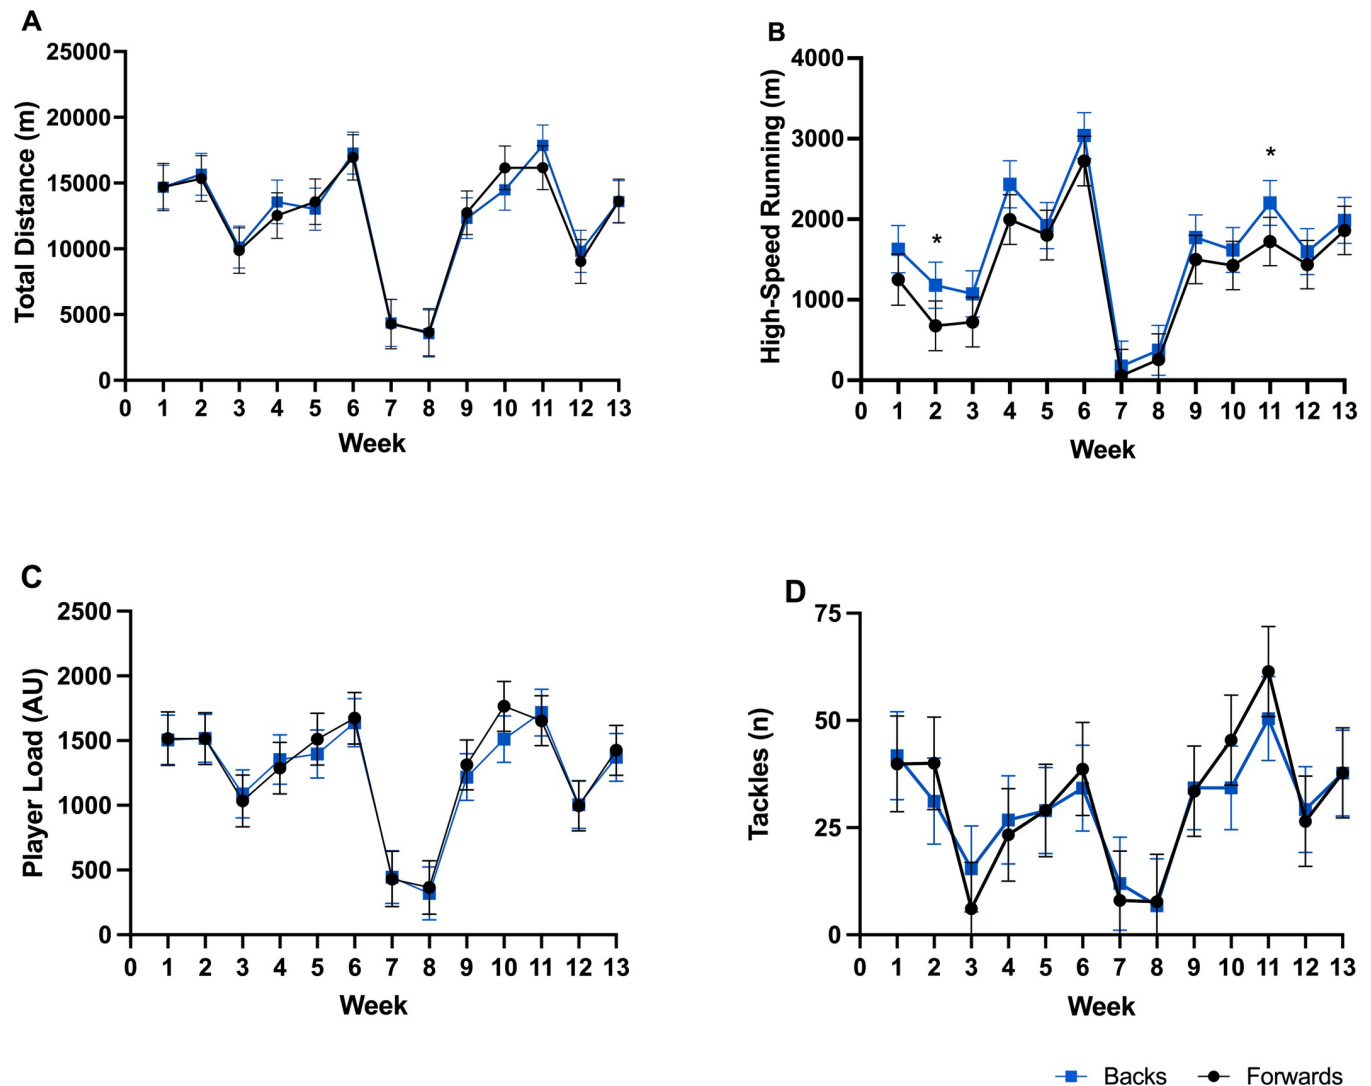 A
Total Distance (m)
25000
20000
15000
10000
5000
0
0 1 2 3 4 5 6 7 8 9 10 11 12 13
Week
B
High-Speed Running (m)
4000
3000
2000
1000
0
* *
0 1 2 3 4 5 6 7 8 9 10 11 12 13
Week
C
Player Load (AU)
2500
2000
1500
1000
500
0
0 1 2 3 4 5 6 7 8 9 10 11 12 13
Week
D
Tackles (n)
75
50
25
0
0 1 2 3 4 5 6 7 8 9 10 11 12 13
Week
Backs Forwards